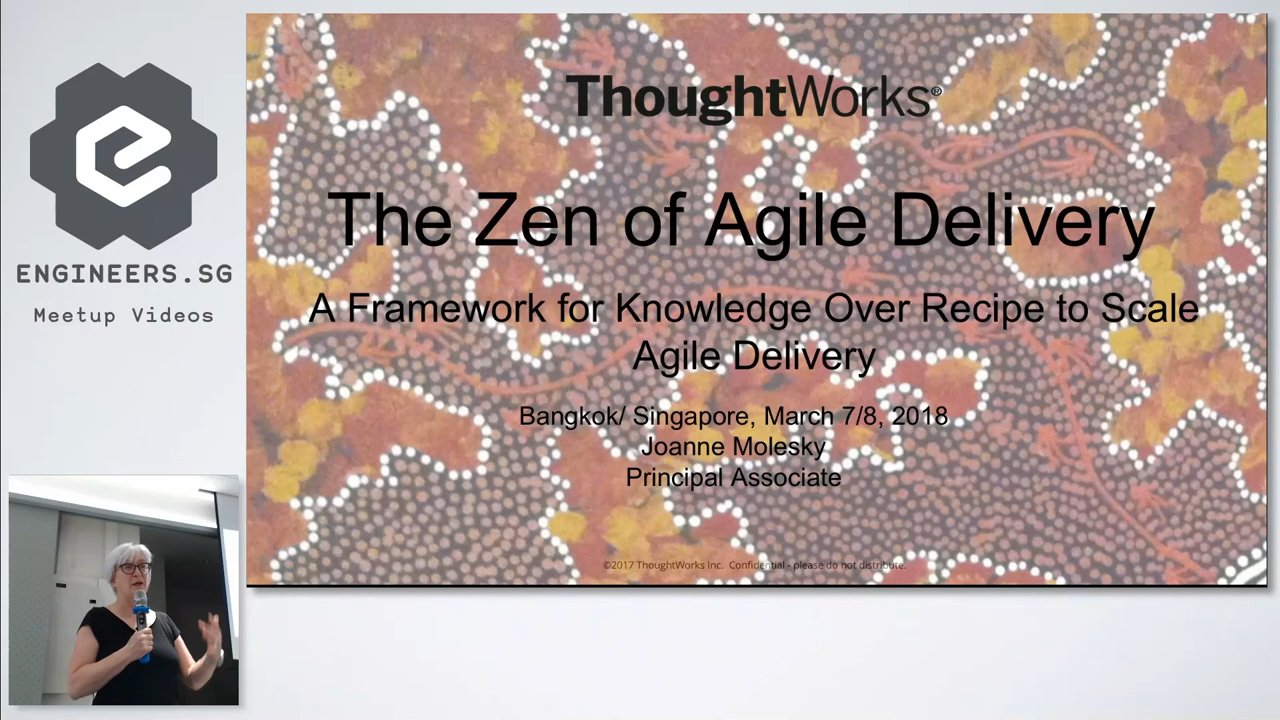 ENGINEERS.SG
Meetup Videos
ThoughtWorks®
The Zen of Agile Delivery
A Framework for Knowledge Over Recipe to Scale
Agile Delivery
Bangkok/ Singapore, March 7/8, 2018
Joanne Molesky
Principal Associate
©2017 ThoughtWorks Inc. Confidential - please do not distribute.